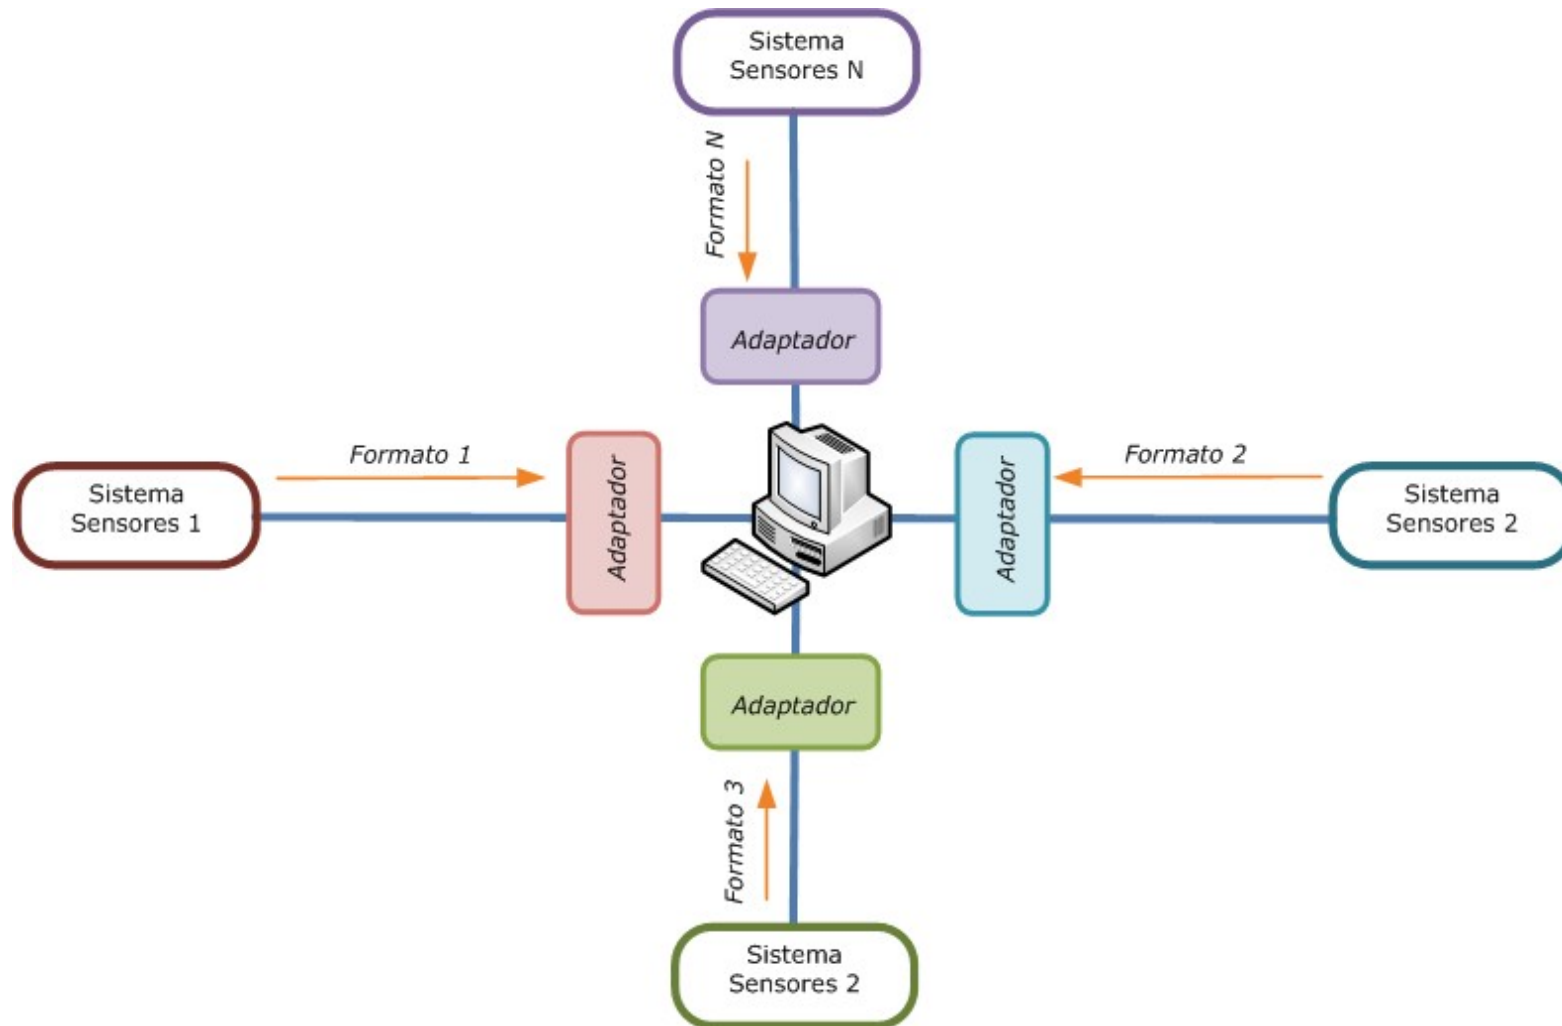 Sistema
Sensores N
Formato N
Adaptador
Formato 1
Formato 2
Sistema
Sensores 1
Adaptador
Adaptador
Sistema
Sensores 2
Adaptador
Formato 3
Sistema
Sensores 2